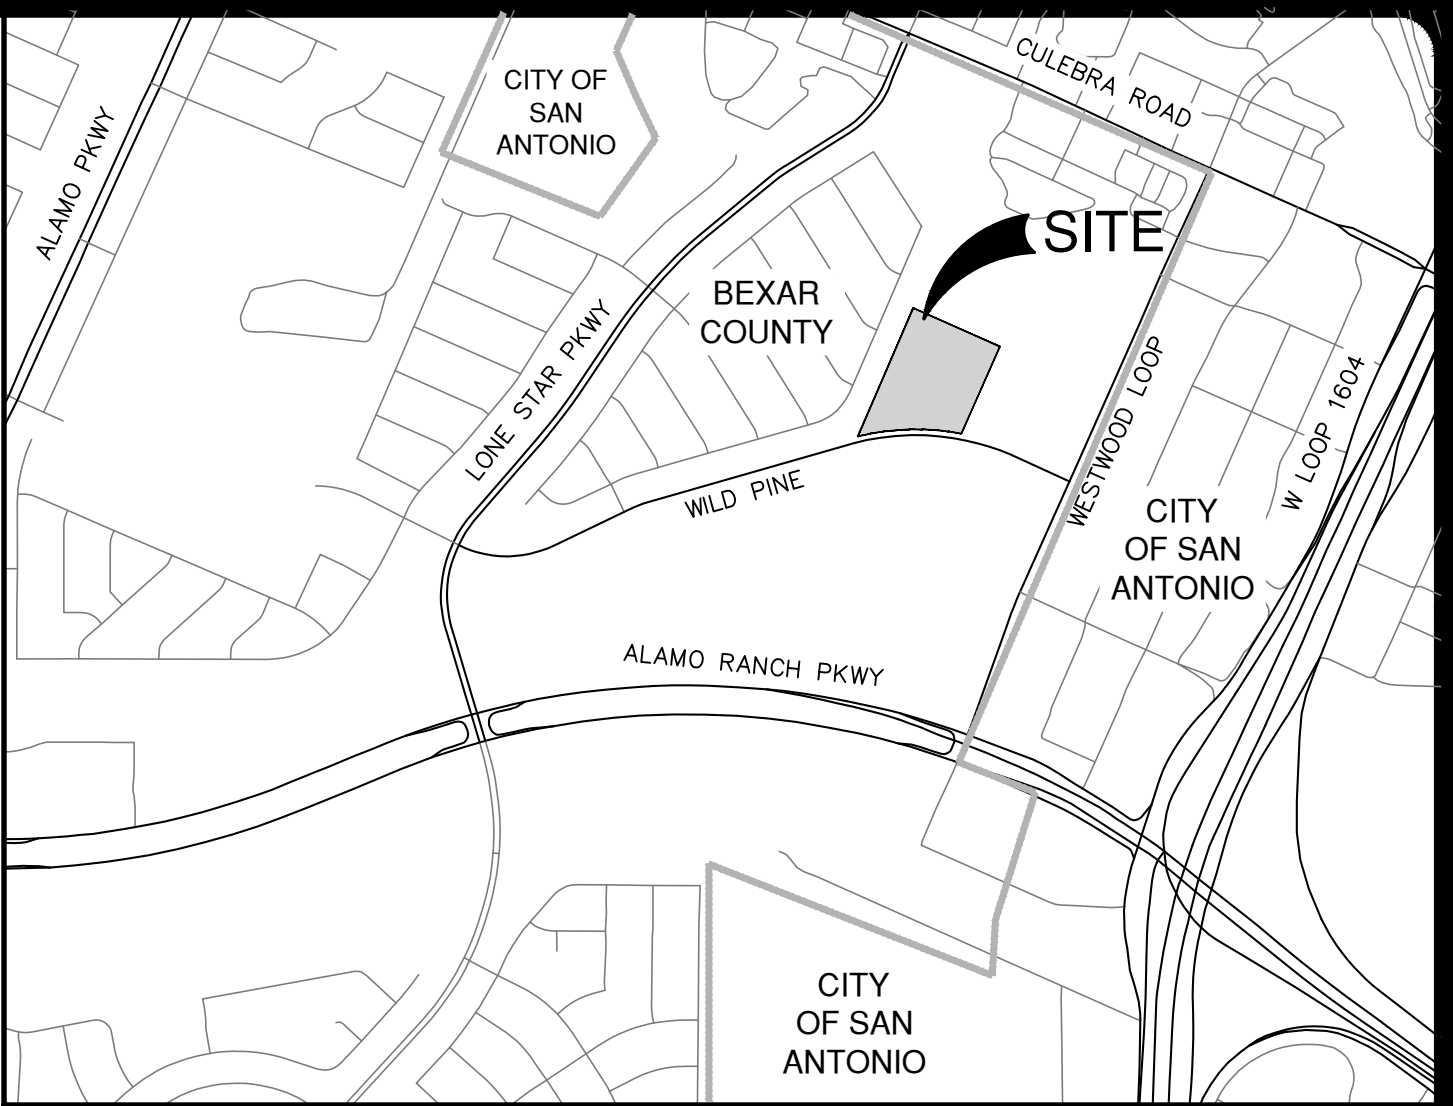 CULEBRA ROAD
CITY OF
SAN
ANTONIO
ALAMO PKWY
SITE
BEXAR
COUNTY
LONE STAR PKWY
WESTWOOD LOOP
W LOOP 1604
WILD PINE
CITY
OF SAN
ANTONIO
ALAMO RANCH PKWY
CITY
OF SAN
ANTONIO